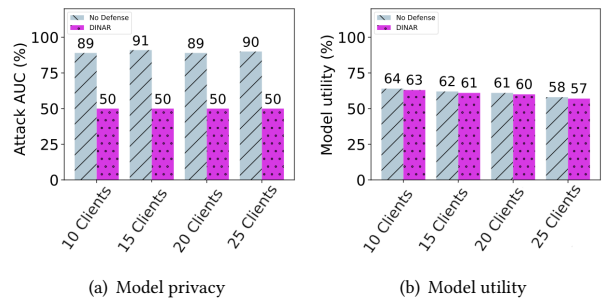 No Defense
DINAR
Attack AUC (%)
100
75
50
25
0
89 50 91 50 89 50 90 50
10 Clients
15 Clients
20 Clients
25 Clients
(a) Model privacy
No Defense
DINAR
Model utility (%)
100
75
50
25
0
64 63 62 61 61 60 58 57
10 Clients
15 Clients
20 Clients
25 Clients
(b) Model utility